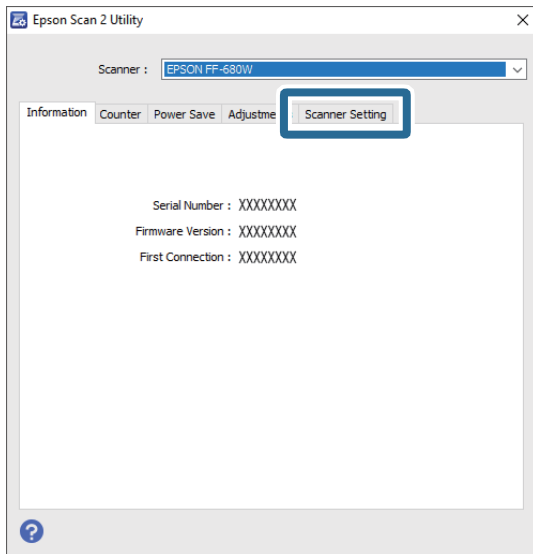 Epson Scan 2 Utility
Scanner : EPSON FF-680W
Information Counter Power Save Adjustme Scanner Setting
Serial Number : XXXXXXXX
Firmware Version : XXXXXXXX
First Connection : XXXXXXXX
?